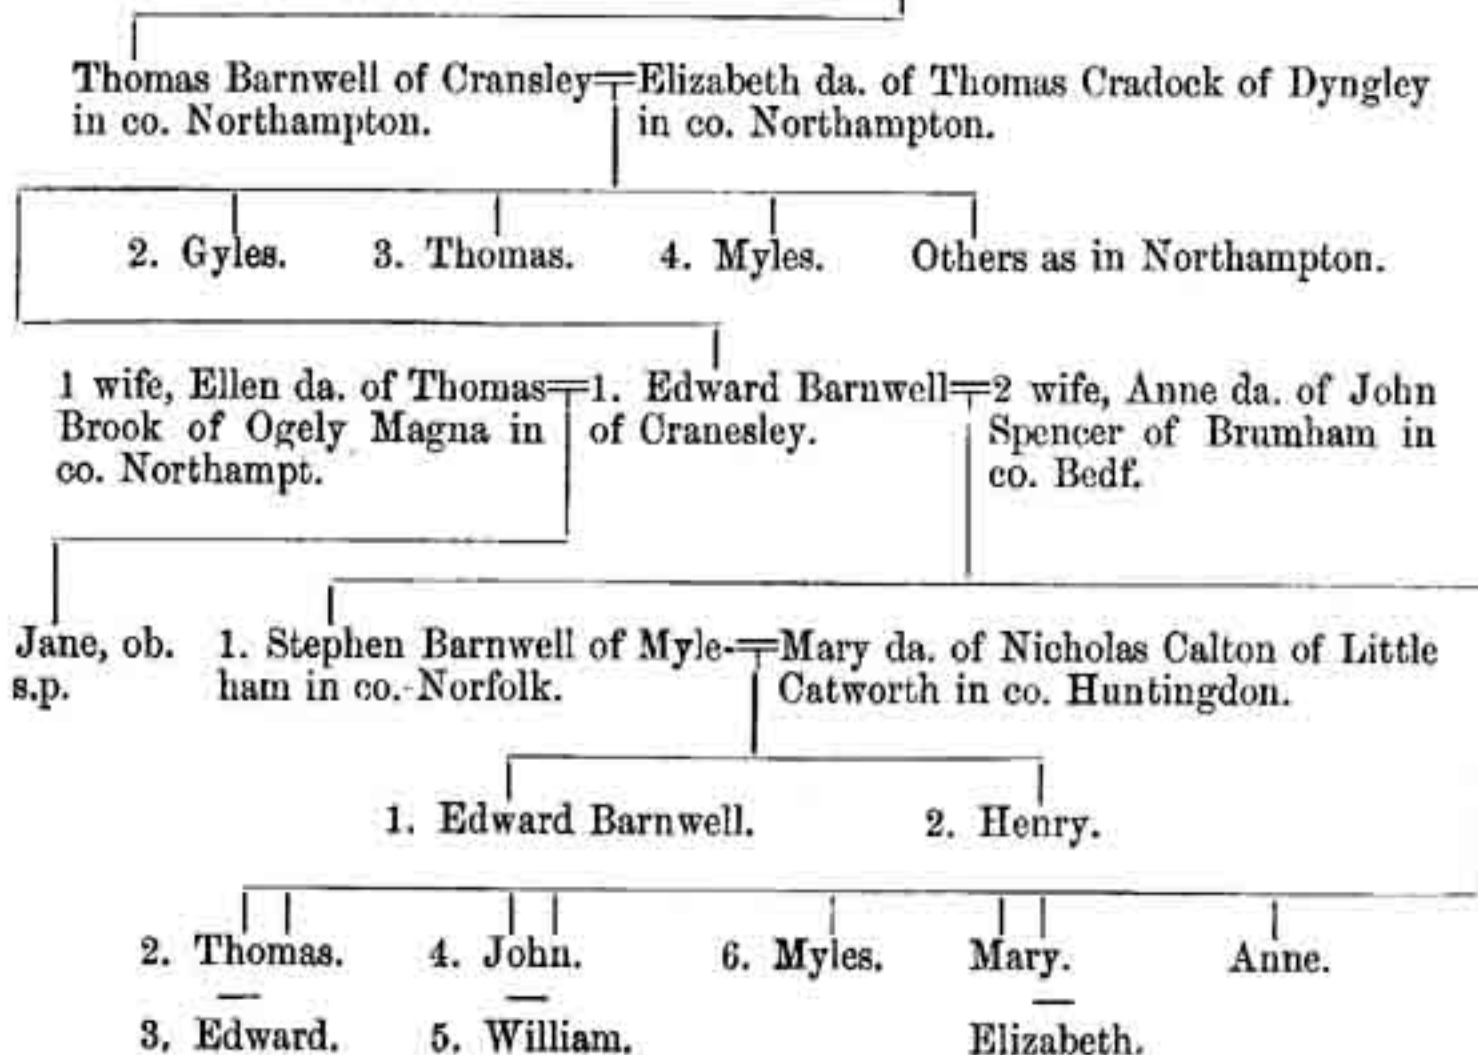 Thomas Barnwell of Cransley=Elizabeth da. of Thomas Cradock of Dyngley
in co. Northampton. in co. Northampton.
2. Gyles. 3. Thomas. 4. Myles. Others as in Northampton.
1 wife, Ellen da. of Thomas=1. Edward Barnwell=2 wife, Anne da. of John
Brook of Ogely Magna in of Cranesley. Spencer of Brumham in
co. Northampt. co. Bedf.
Jane, ob. 1. Stephen Barnwell of Myle-=Mary da. of Nicholas Calton of Little
s.p. ham in co. Norfolk. Catworth in co. Huntingdon.
1. Edward Barnwell. 2. Henry.
2. Thomas. 4. John. 6. Myles. Mary. Anne.
3. Edward. 5. William. Elizabeth.